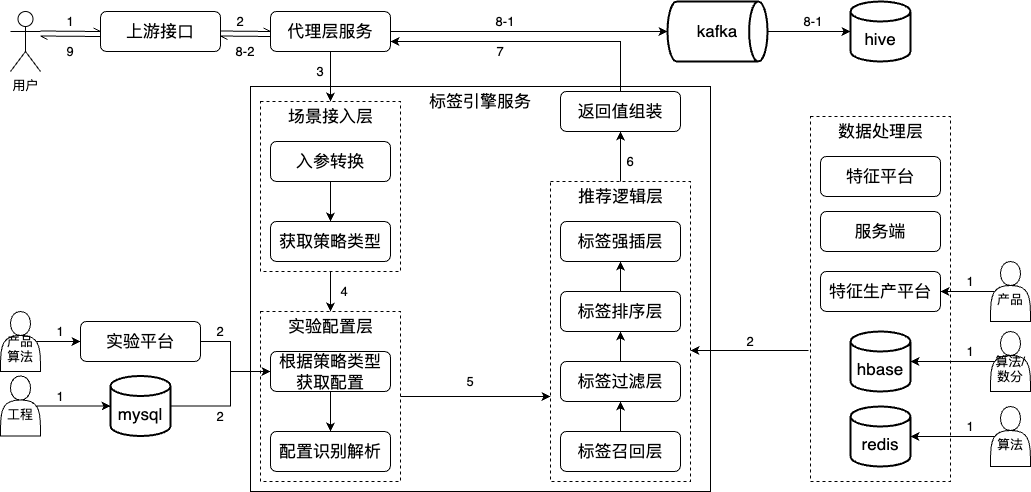 1
9
用户
上游接口
2
8-2
代理层服务
8-1
7
kafka
8-1
hive
3
标签引擎服务
场景接入层
入参转换
获取策略类型
4
实验配置层
根据策略类型
获取配置
配置识别解析
产品
算法
1
实验平台
2
工程
1
mysql
2
5
返回值组装
6
推荐逻辑层
标签强插层
标签排序层
标签过滤层
标签召回层
2
数据处理层
特征平台
服务端
特征生产平台
1
产品
hbase
1
算法/
数分
redis
1
算法